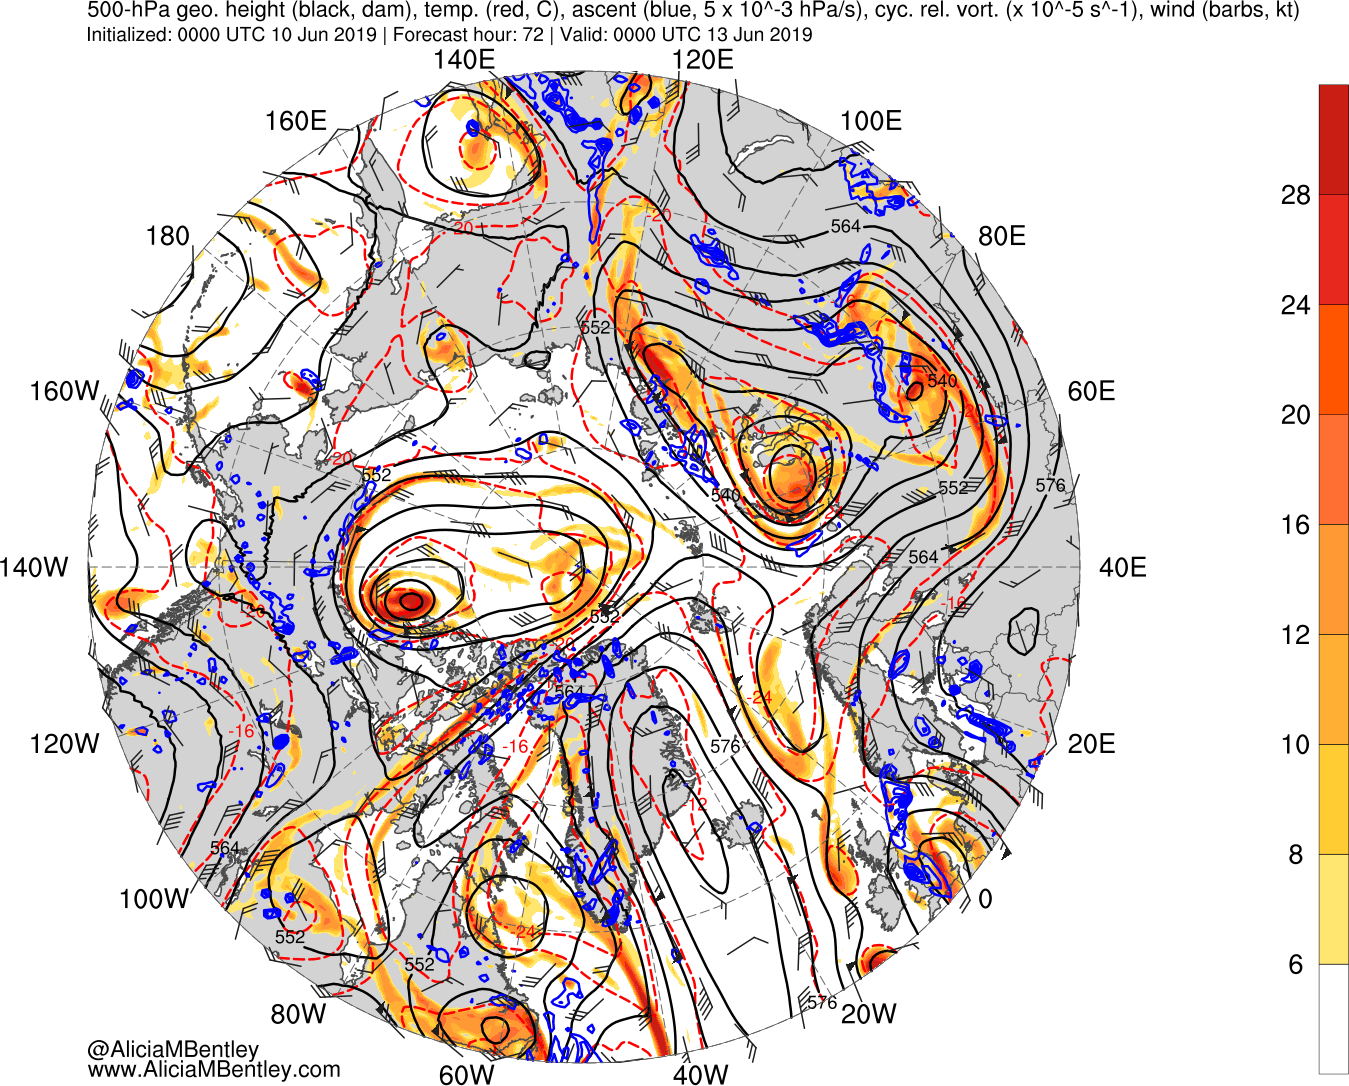 500-hPa geo. height (black, dam), temp. (red, C), ascent (blue, 5 x 10^-3 hPa/s), cyc. rel. vort. (x 10^-5 s^-1), wind (barbs, kt)
Initialized: 0000 UTC 10 Jun 2019 | Forecast hour: 72 | Valid: 0000 UTC 13 Jun 2019
140E
120E
160E
100E
180
80E
160W
60E
140W
40E
120W
20E
100W
0
80W
20W
60W
40W
28
24
20
16
12
10
8
6
564
-20
-20
552
540
-20
552
540
552
576
564
-16
552
-20
564
-24
-16
-16
576
-12
564
552
-24
552
576
@AliciaMBentley
www.AliciaMBentley.com